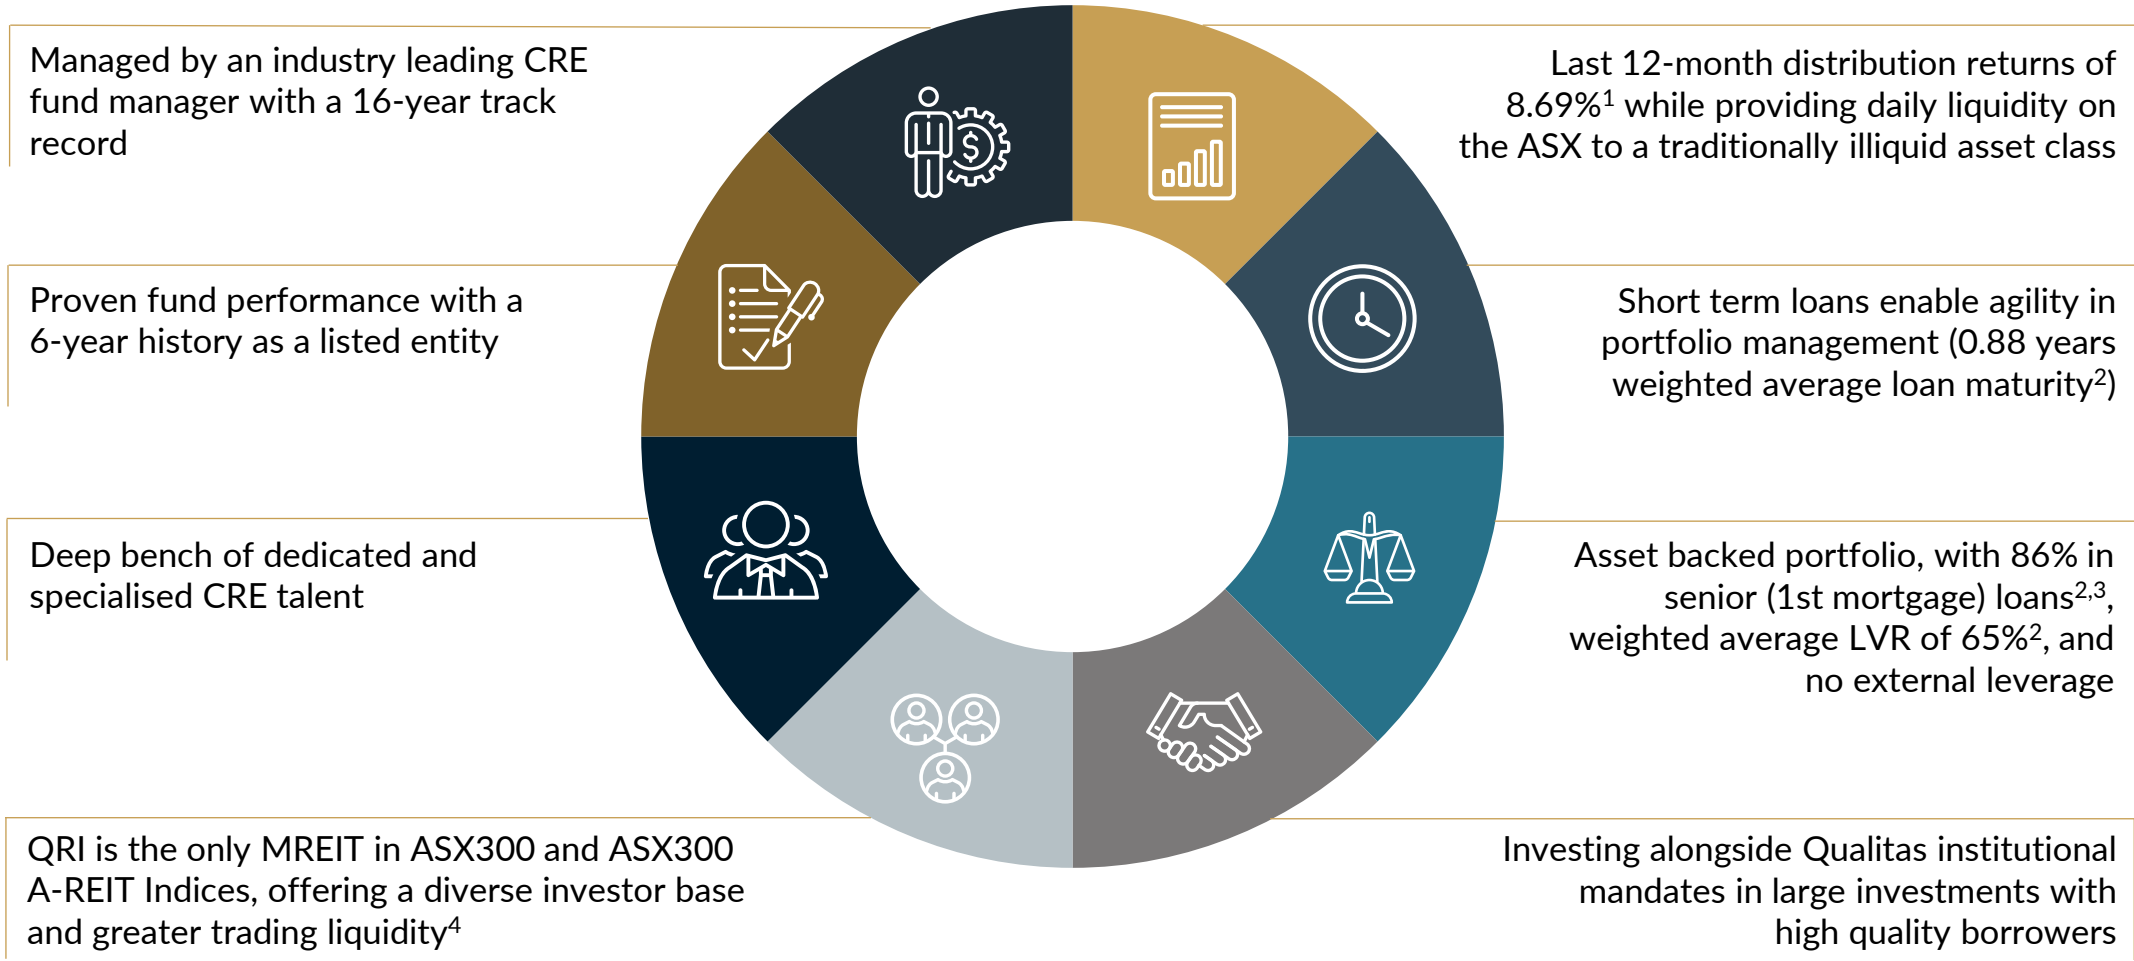 Managed by an industry leading CRE
fund manager with a 16-year track
record
Last 12-month distribution returns of
8.69%¹ while providing daily liquidity on
the ASX to a traditionally illiquid asset class
Proven fund performance with a
6-year history as a listed entity
Short term loans enable agility in
portfolio management (0.88 years
weighted average loan maturity²)
Deep bench of dedicated and
specialised CRE talent
Asset backed portfolio, with 86% in
senior (1st mortgage) loans²,³,
weighted average LVR of 65%², and
no external leverage
QRI is the only MREIT in ASX300 and ASX300
A-REIT Indices, offering a diverse investor base
and greater trading liquidity⁴
Investing alongside Qualitas institutional
mandates in large investments with
high quality borrowers
$